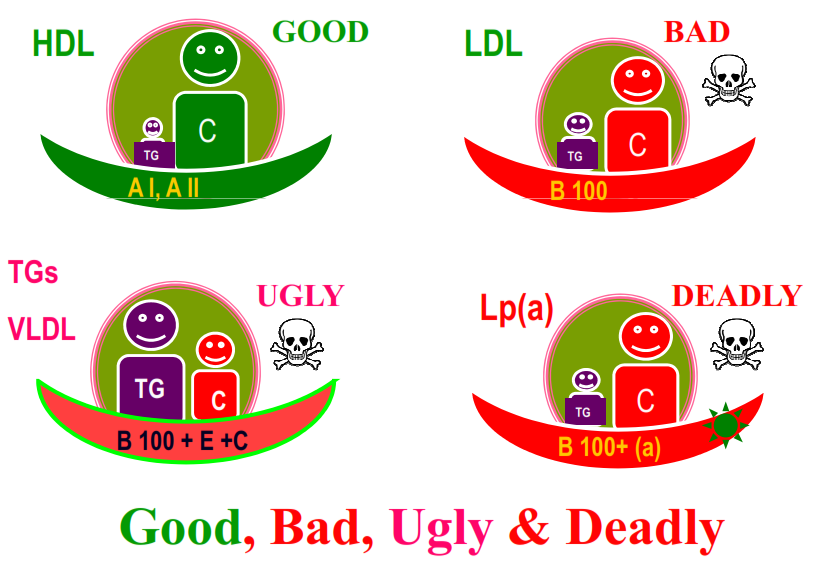 HDL
GOOD
C
TG
A I, A II
LDL
BAD
C
TG
B 100
TGs
VLDL
UGLY
TG
C
B 100 + E +C
Lp(a)
DEADLY
C
TG
B 100+ (a)
Good, Bad, Ugly & Deadly